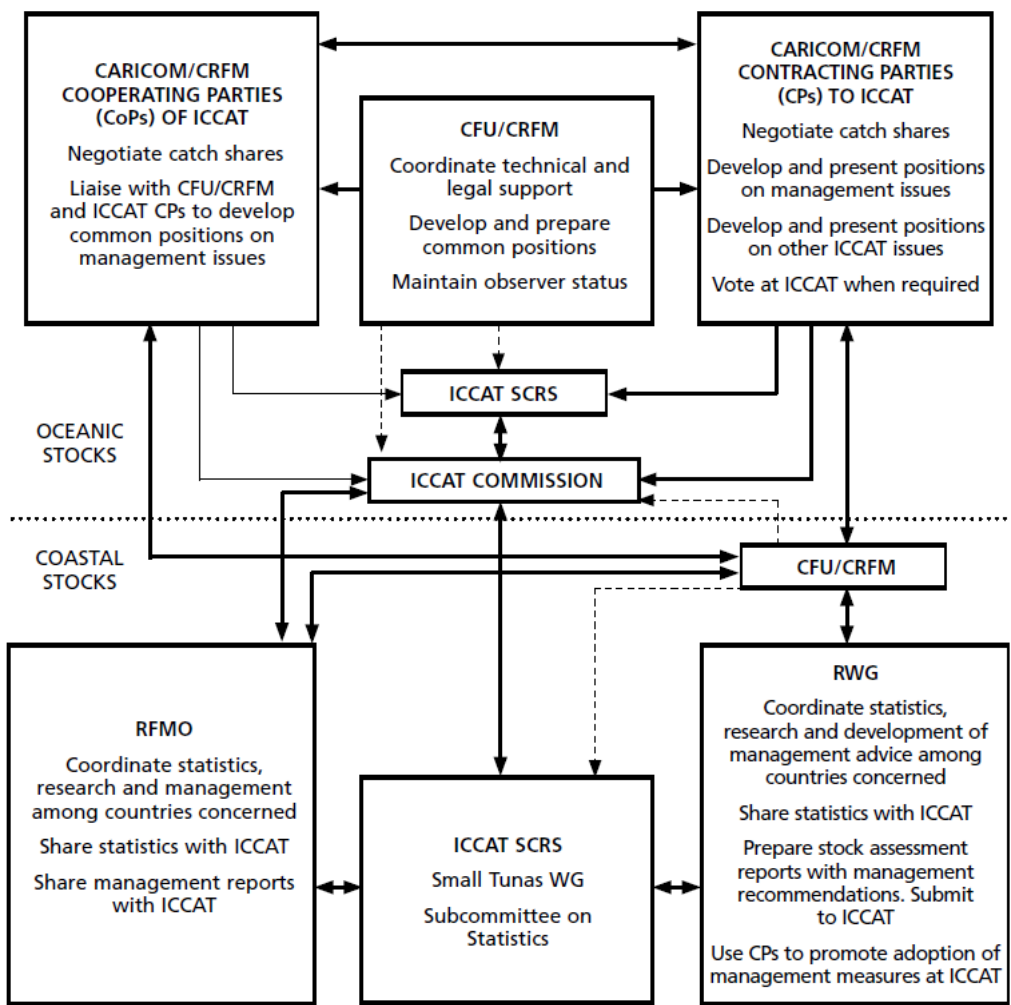 CARICOM/CRFM
COOPERATING PARTIES
(CoPs) OF ICCAT
Negotiate catch shares
Liaise with CFU/CRFM
and ICCAT CPs to develop
common positions on
management issues
CFU/CRFM
Coordinate technical and
legal support
Develop and prepare
common positions
Maintain observer status
CARICOM/CRFM
CONTRACTING PARTIES
(CPs) TO ICCAT
Negotiate catch shares
Develop and present positions
on management issues
Develop and present positions
on other ICCAT issues
Vote at ICCAT when required
ICCAT SCRS
OCEANIC
STOCKS
ICCAT COMMISSION
COASTAL
STOCKS
CFU/CRFM
RFMO
Coordinate statistics,
research and management
among countries concerned
Share statistics with ICCAT
Share management reports
with ICCAT
ICCAT SCRS
Small Tunas WG
Subcommittee on
Statistics
RWG
Coordinate statistics,
research and development of
management advice among
countries concerned
Share statistics with ICCAT
Prepare stock assessment
reports with management
recommendations. Submit
to ICCAT
Use CPs to promote adoption of
management measures at ICCAT